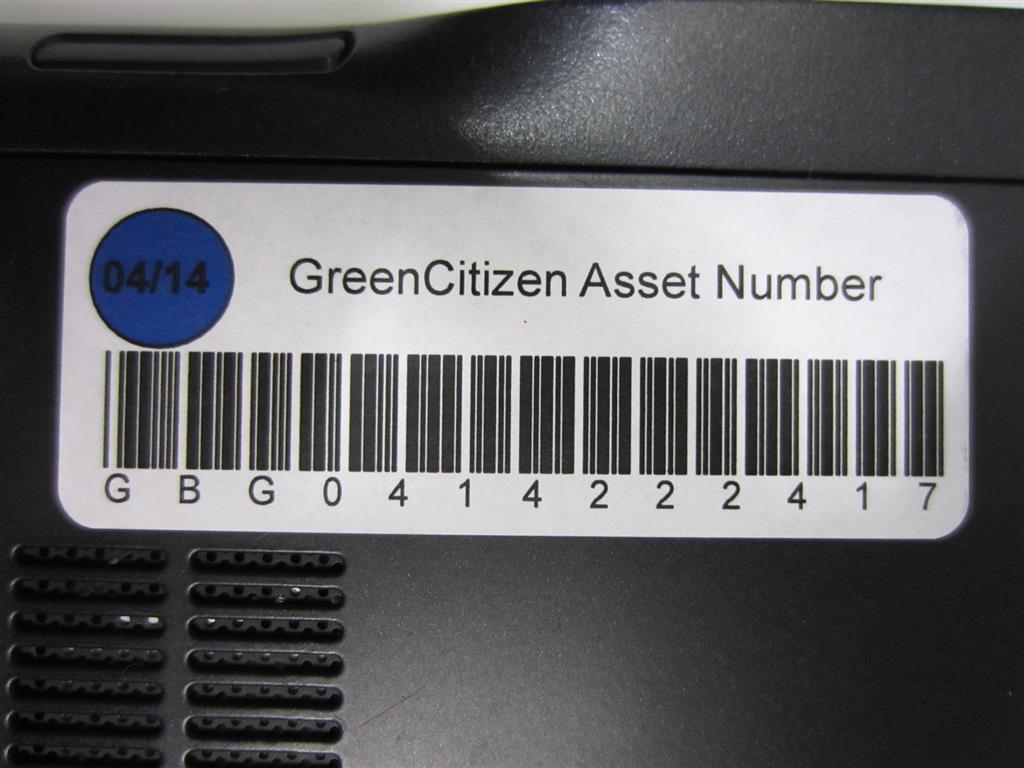 04/14
GreenCitizen Asset Number
G B G 0 4 1 4 2 2 2 4 1 7